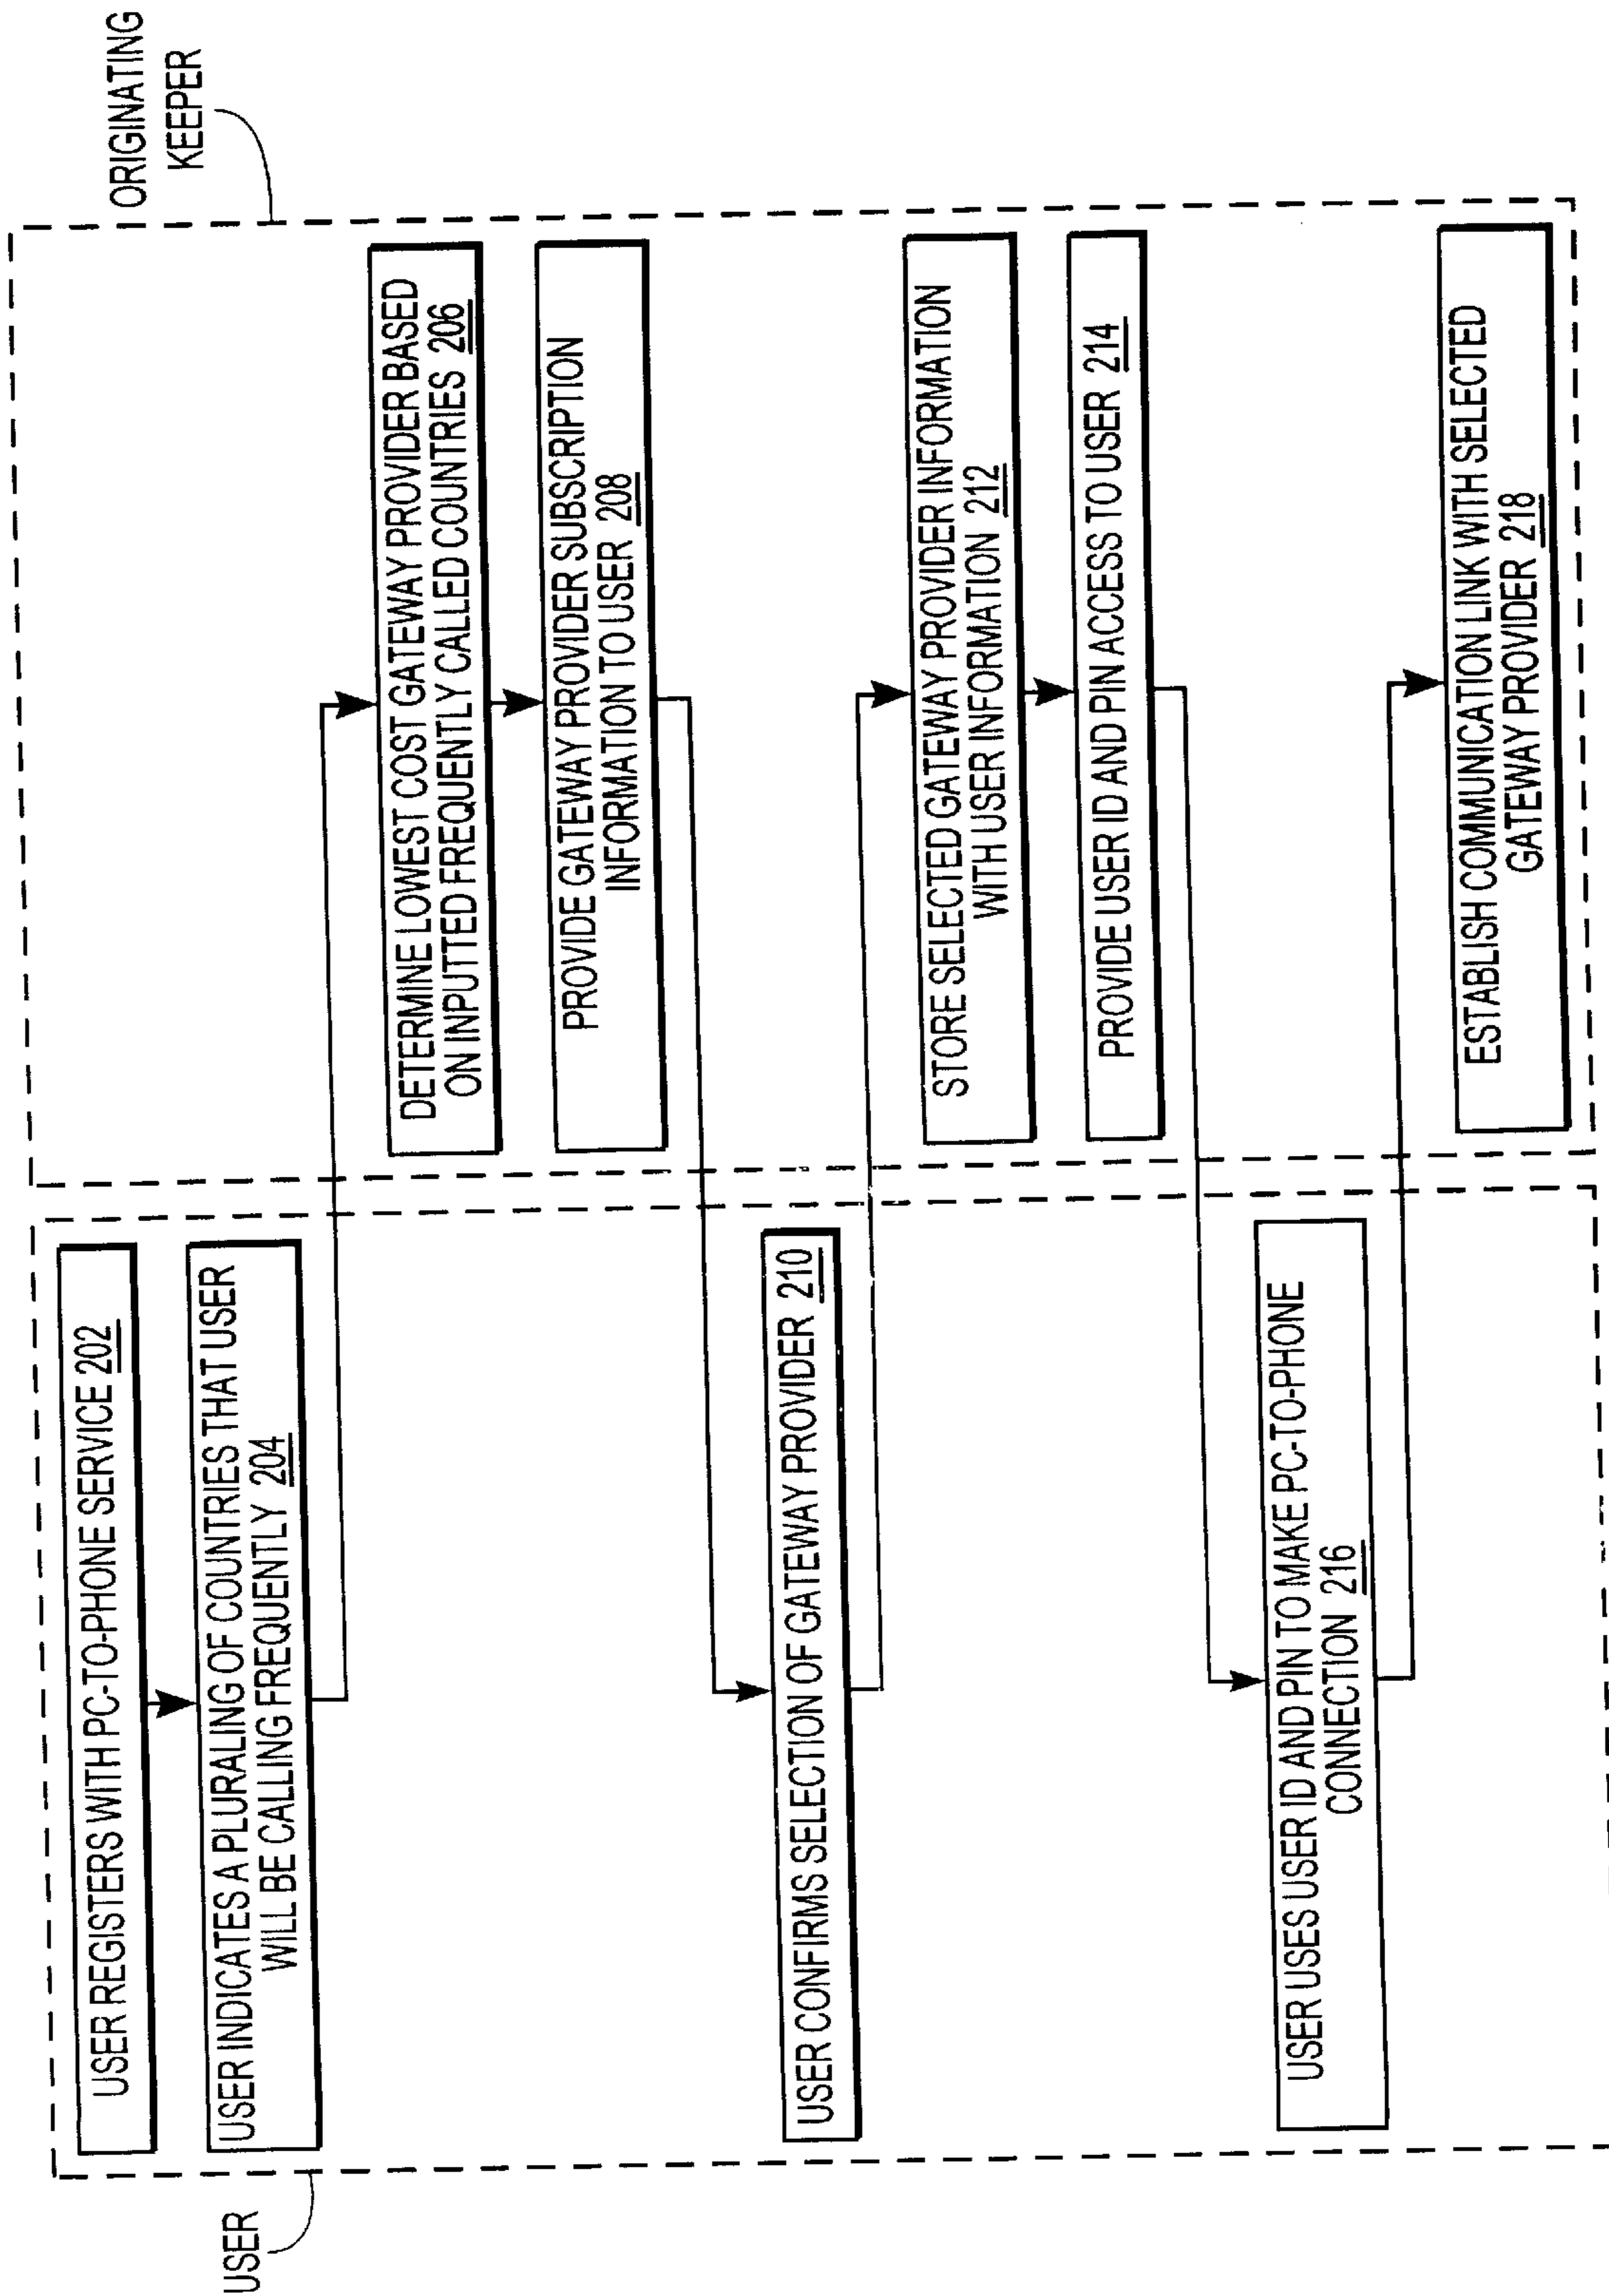 USER
ORIGINATING
KEEPER
USER REGISTERS WITH PC-TO-PHONE SERVICE 202
USER INDICATES A PLURALING OF COUNTRIES THAT USER
WILL BE CALLING FREQUENTLY 204
DETERMINE LOWEST COST GATEWAY PROVIDER BASED
ON INPUTTED FREQUENTLY CALLED COUNTRIES 206
PROVIDE GATEWAY PROVIDER SUBSCRIPTION
INFORMATION TO USER 208
USER CONFIRMS SELECTION OF GATEWAY PROVIDER 210
STORE SELECTED GATEWAY PROVIDER INFORMATION
WITH USER INFORMATION 212
PROVIDE USER ID AND PIN ACCESS TO USER 214
USER USES USER ID AND PIN TO MAKE PC-TO-PHONE
CONNECTION 216
ESTABLISH COMMUNICATION LINK WITH SELECTED
GATEWAY PROVIDER 218